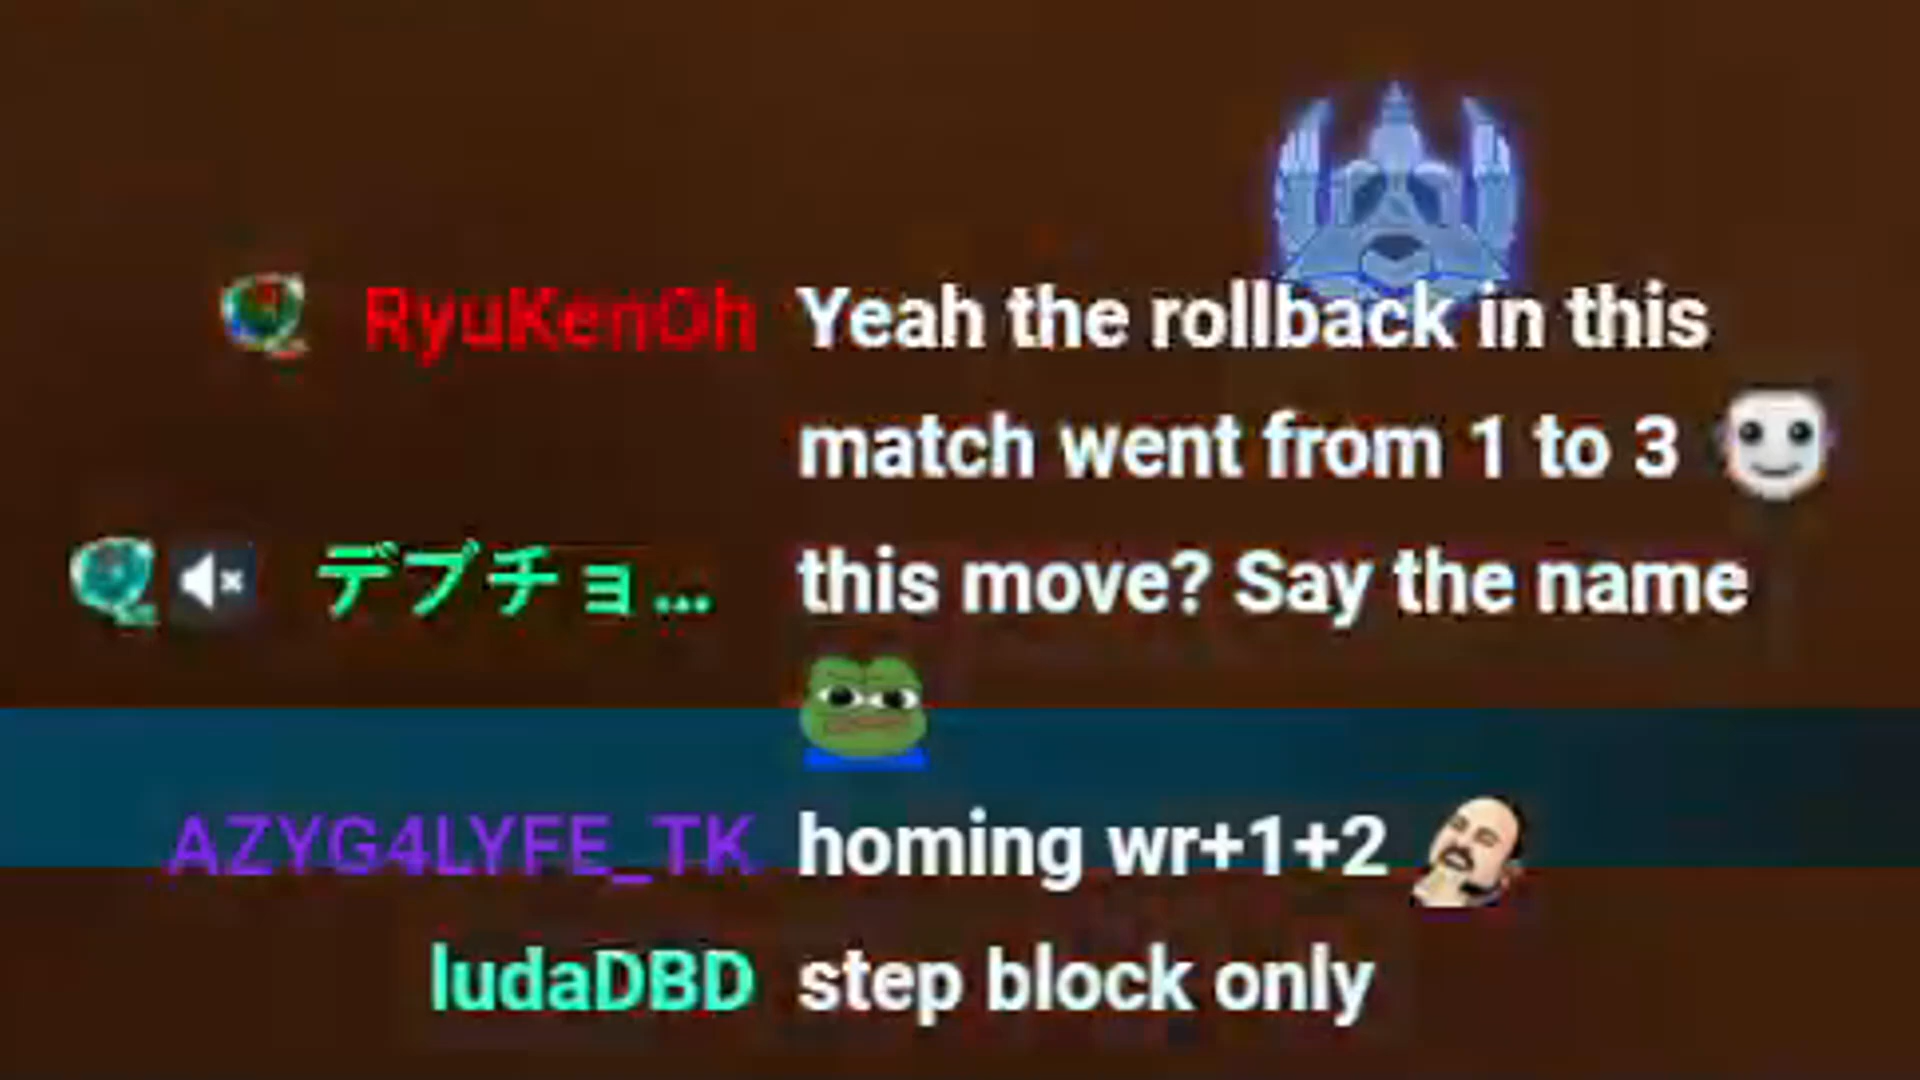 RyuKenOh Yeah the rollback in this
match went from 1 to 3
デブチョ... this move? Say the name
AZYG4LYFE_TK homing wr+1+2
ludaDBD step block only